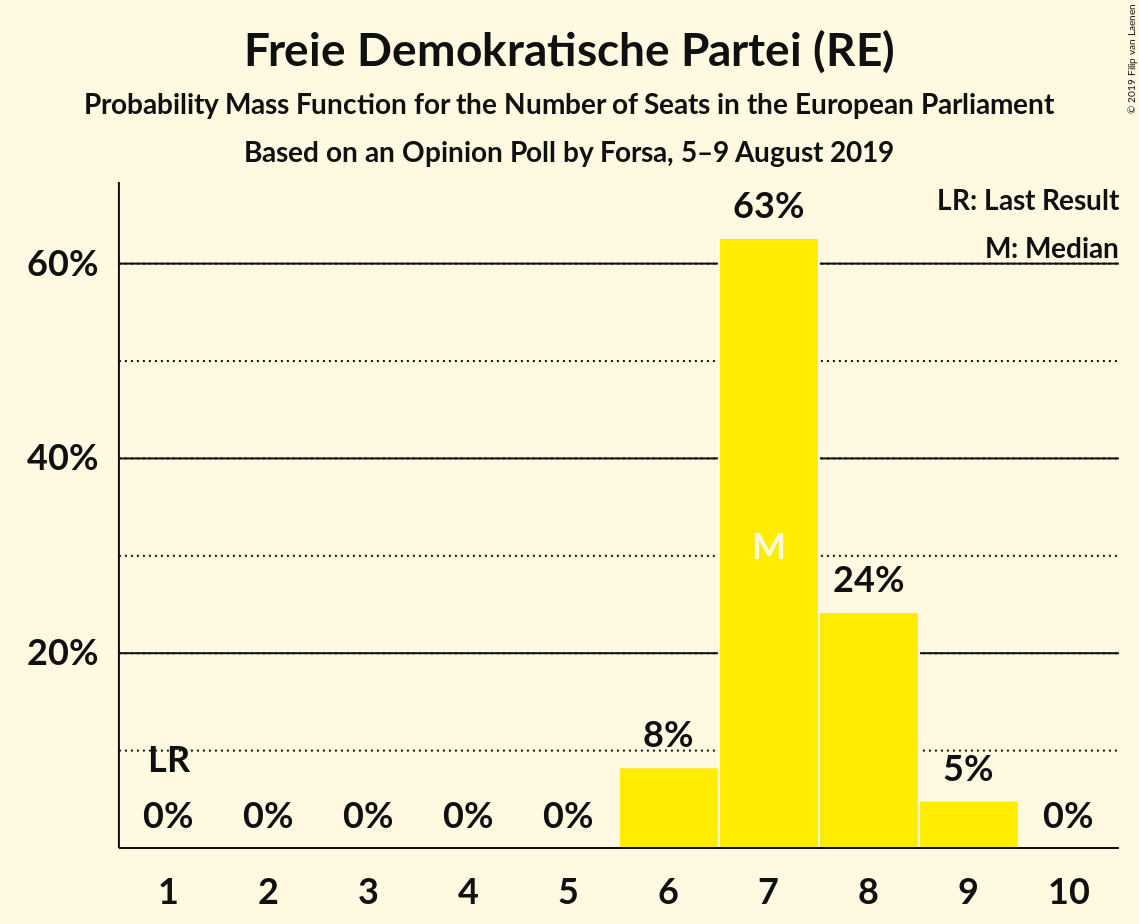 Freie Demokratische Partei (RE)
Probability Mass Function for the Number of Seats in the European Parliament
Based on an Opinion Poll by Forsa, 5–9 August 2019
© 2019 Filip van Laenen
LR: Last Result
M: Median
63%
60%
40%
M
24%
20%
8%
5%
LR
0% 0% 0% 0% 0% 0%
1 2 3 4 5 6 7 8 9 10